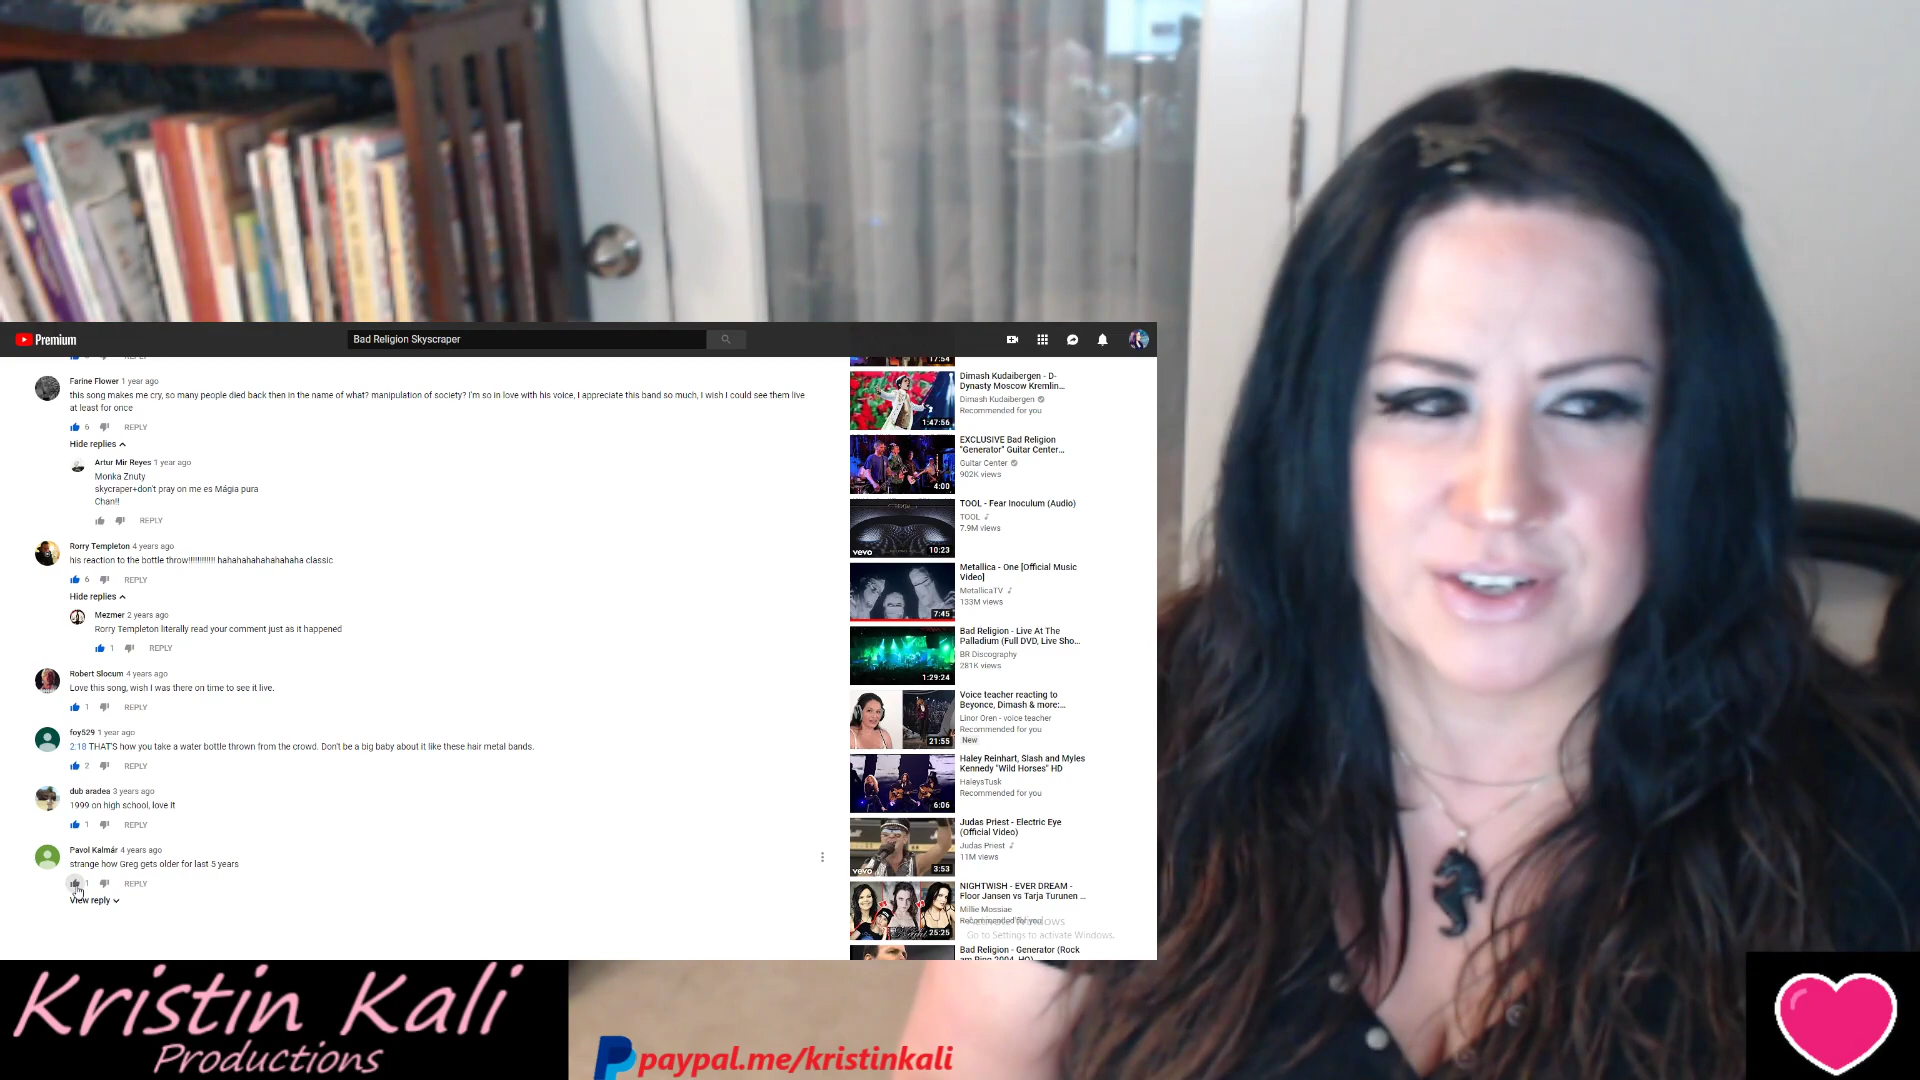 Premium
Bad Religion Skyscraper
REPLY
Farine Flower 1 year ago
this song makes me cry, so many people died back then in the name of what? manipulation of society? I'm so in love with his voice, I appreciate this band so much, I wish I could see them live
at least for once
6 REPLY
Hide replies
Artur Mir Reyes 1 year ago
Monka Znuty
skycraper+don't pray on me es Mágia pura
Chan!!
REPLY
Rorry Templeton 4 years ago
his reaction to the bottle throw!!!!!!!!!!!!! hahahahahahahahaha classic
6 REPLY
Hide replies
Mezmer 2 years ago
Rorry Templeton literally read your comment just as it happened
1 REPLY
Robert Slocum 4 years ago
Love this song, wish I was there on time to see it live.
1 REPLY
foy529 1 year ago
2:18 THAT'S how you take a water bottle thrown from the crowd. Don't be a big baby about it like these hair metal bands.
2 REPLY
dub aradea 3 years ago
1999 on high school, love it
1 REPLY
Pavol Kalmár 4 years ago
strange how Greg gets older for last 5 years
1 REPLY
View reply
17:54
Dimash Kudaibergen - D-
Dynasty Moscow Kremlin...
Dimash Kudaibergen
Recommended for you
1:47:56
EXCLUSIVE Bad Religion
"Generator" Guitar Center...
Guitar Center
902K views
4:00
TOOL - Fear Inoculum (Audio)
TOOL
7.9M views
vevo 10:23
Metallica - One [Official Music
Video]
MetallicaTV
133M views
7:45
Bad Religion - Live At The
Palladium (Full DVD, Live Sho...
BR Discography
281K views
1:29:24
Voice teacher reacting to
Beyonce, Dimash & more:...
Linor Oren - voice teacher
Recommended for you
New
21:55
Haley Reinhart, Slash and Myles
Kennedy "Wild Horses" HD
HaleysTusk
Recommended for you
6:06
Judas Priest - Electric Eye
(Official Video)
Judas Priest
11M views
vevo 3:53
NIGHTWISH - EVER DREAM -
Floor Jansen vs Tarja Turunen ...
Millie Mossiae
Recommended for you
25:25
Go to Settings to activate Windows.
Bad Religion - Generator (Rock
am Ring 2004, HQ)
Kristin Kali
Productions
paypal.me/kristinkali